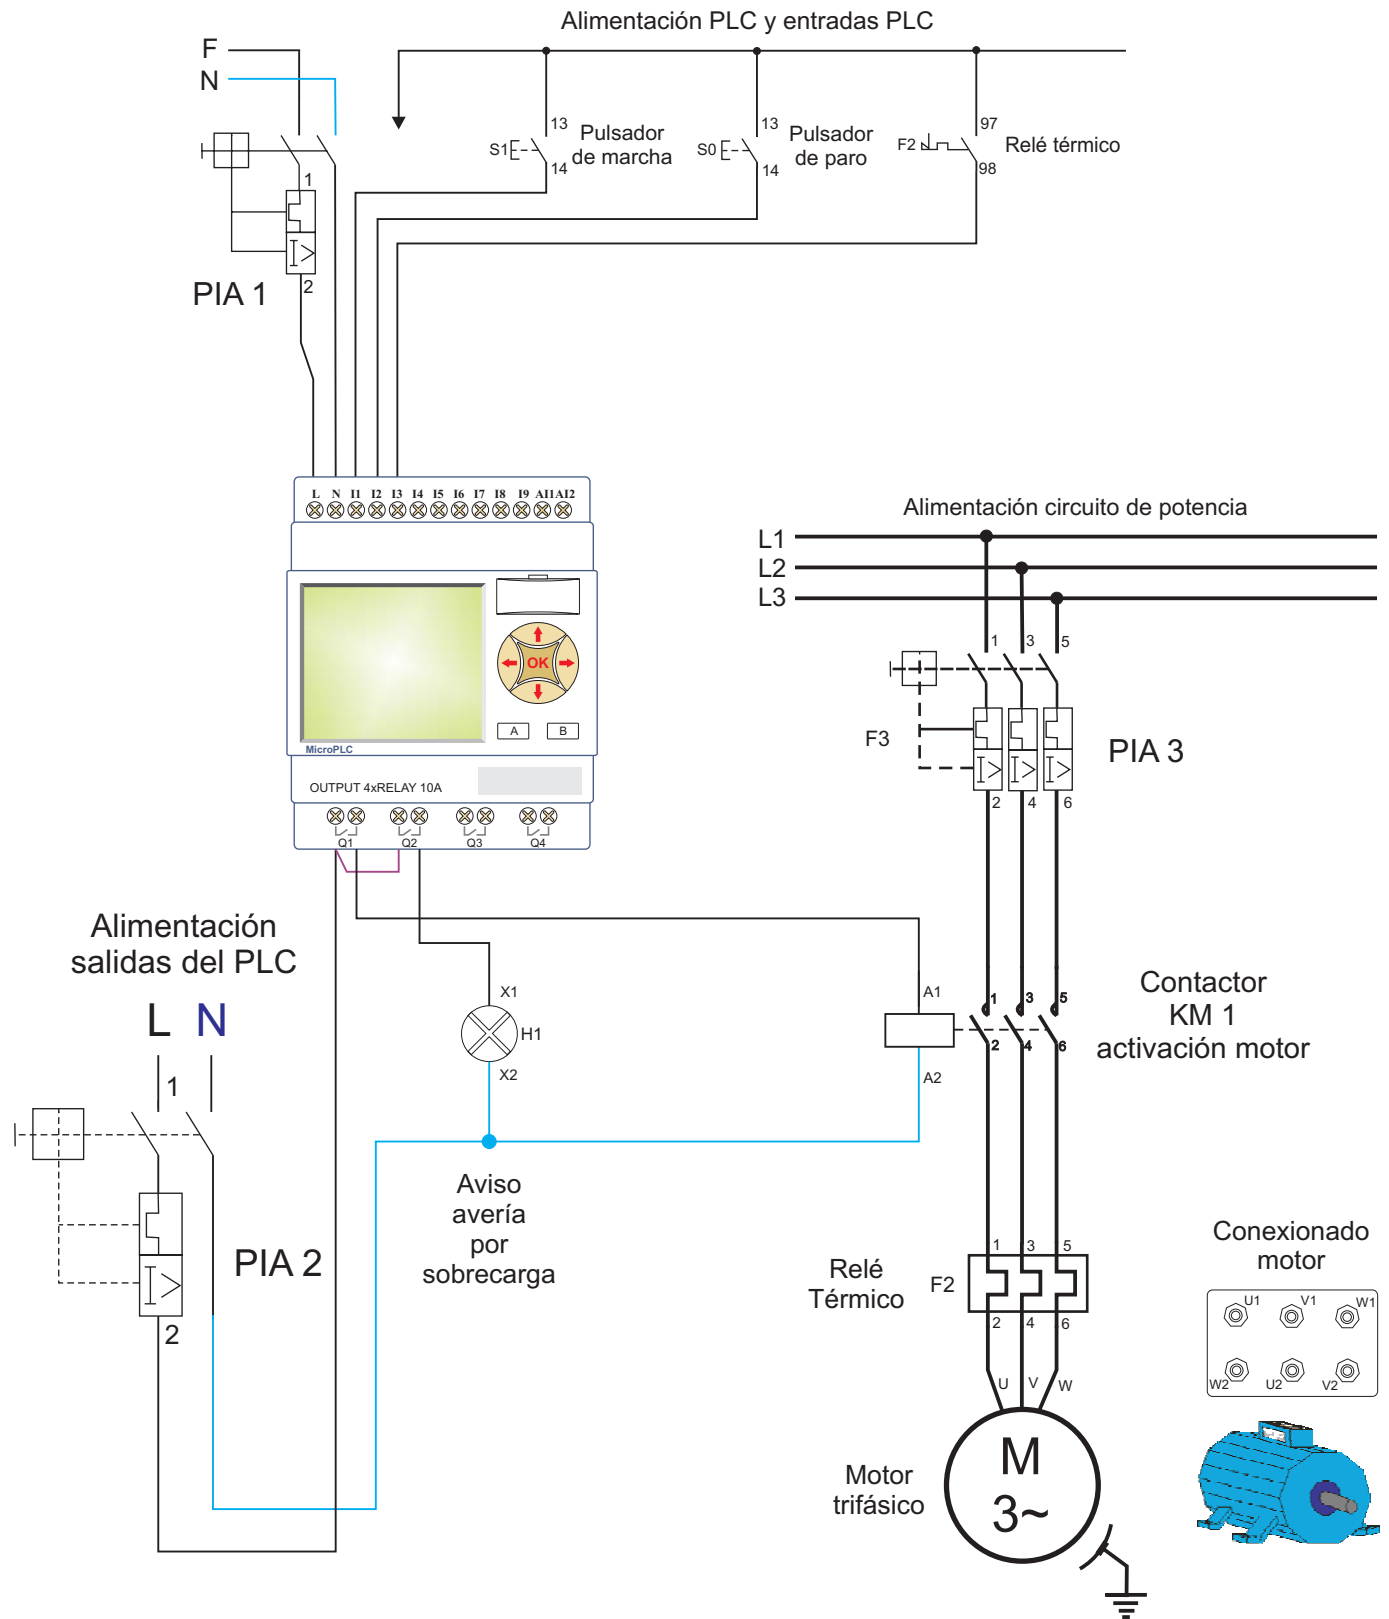 Alimentación PLC y entradas PLC
F
N
13
S1
14
Pulsador
de marcha
13
S0
14
Pulsador
de paro
97
F2
98
Relé térmico
1
2
PIA 1
L N I1 I2 I3 I4 I5 I6 I7 I8 I9 AI1 AI2
OK
A B
MicroPLC
OUTPUT 4xRELAY 10A
Q1 Q2 Q3 Q4
Alimentación circuito de potencia
L1
L2
L3
1 3 5
F3
PIA 3
2 4 6
Alimentación
salidas del PLC
L N
1
PIA 2
2
X1
H1
X2
Aviso
avería
por
sobrecarga
A1
A2
1 3 5
2 4 6
Contactor
KM 1
activación motor
Relé
Térmico
F2
1 3 5
2 4 6
U V W
M
3~
Motor
trifásico
Conexionado
motor
U1 V1 W1
W2 U2 V2